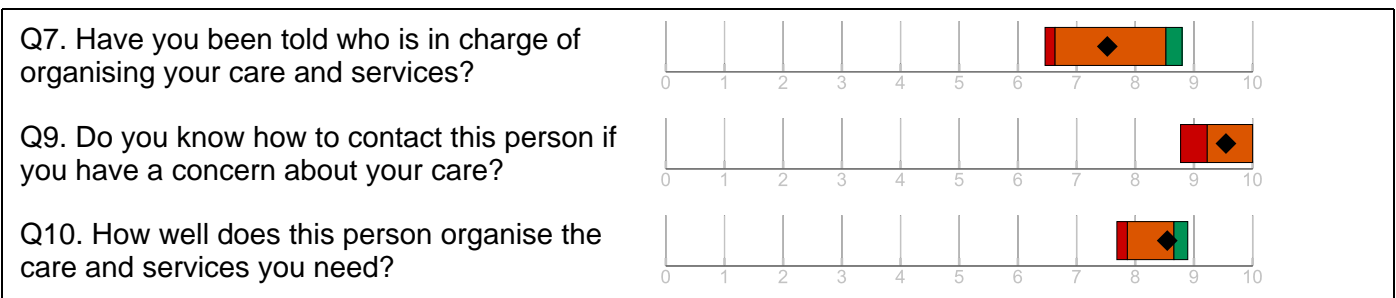 Q7. Have you been told who is in charge of
organising your care and services?
0 1 2 3 4 5 6 7 8 9 10
Q9. Do you know how to contact this person if
you have a concern about your care?
0 1 2 3 4 5 6 7 8 9 10
Q10. How well does this person organise the
care and services you need?
0 1 2 3 4 5 6 7 8 9 10